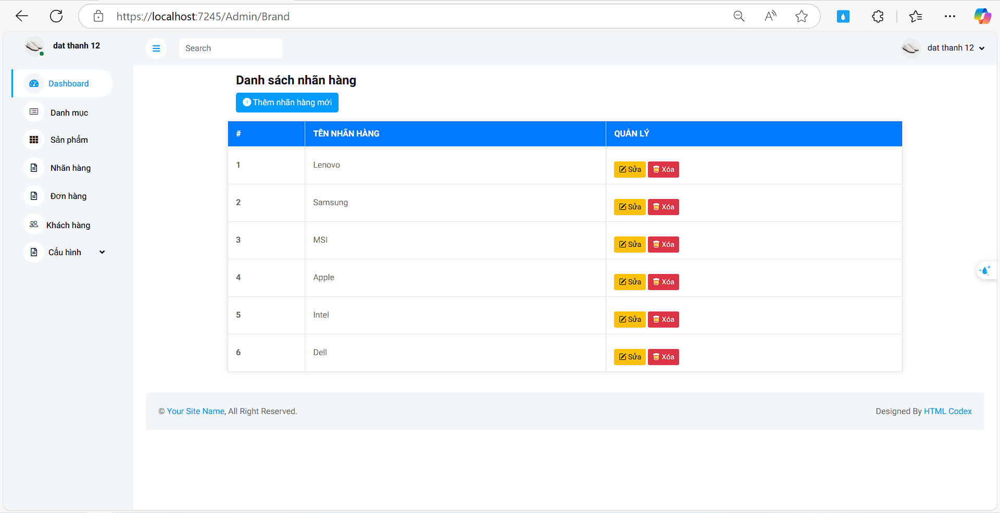 https://localhost:7245/Admin/Brand
dat thanh 12
Search
dat thanh 12
Dashboard
Danh mục
Sản phẩm
Nhãn hàng
Đơn hàng
Khách hàng
Cấu hình
Danh sách nhãn hàng
Thêm nhãn hàng mới
# TÊN NHÃN HÀNG QUẢN LÝ
1 Lenovo Sửa Xóa
2 Samsung Sửa Xóa
3 MSI Sửa Xóa
4 Apple Sửa Xóa
5 Intel Sửa Xóa
6 Dell Sửa Xóa
© Your Site Name, All Right Reserved.
Designed By HTML Codex